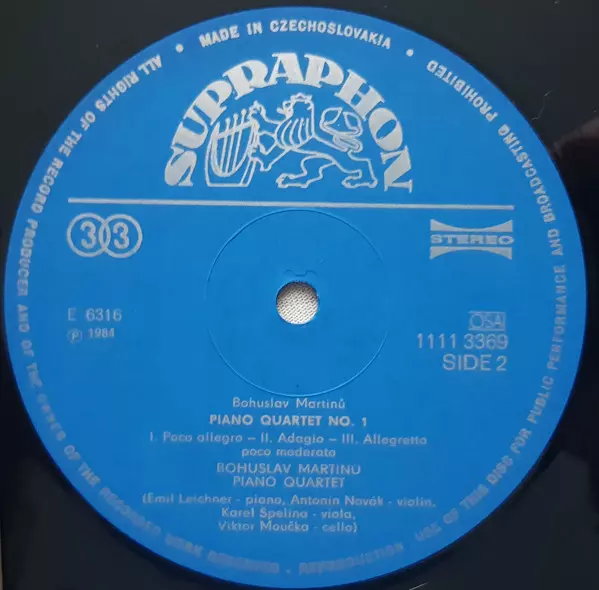 MADE IN CZECHOSLOVAKIA
ALL RIGHTS OF THE RECORD PRODUCER AND OF THE OWNER OF THE RECORDED WORK RESERVED · REPRODUCTION, USE OF THIS DISC FOR PUBLIC PERFORMANCE AND BROADCASTING PROHIBITED
SUPRAPHON
33
STEREO
E 6316
℗ 1984
OSA
1111 3369
SIDE 2
Bohuslav Martinů
PIANO QUARTET NO. 1
I. Poco allegro - II. Adagio - III. Allegretto
poco moderato
BOHUSLAV MARTINŮ
PIANO QUARTET
(Emil Leichner - piano, Antonín Novák - violin,
Karel Špelina - viola,
Viktor Moučka - cello)